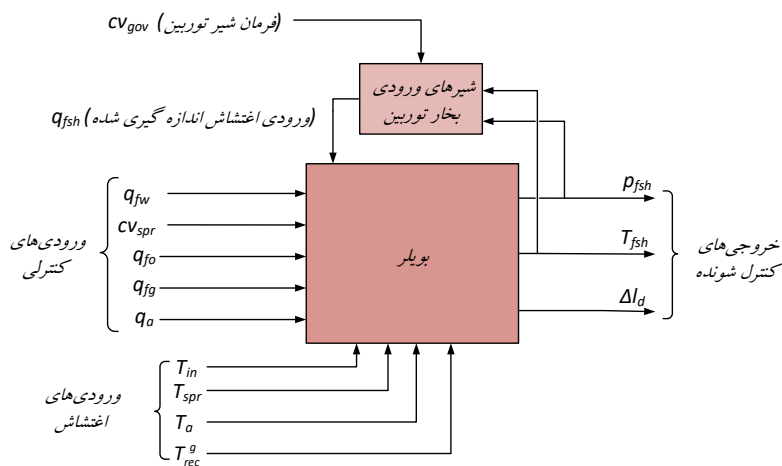 cv_gov (فرمان شیر توربین)
شیرهای ورودی
بخار توربین
q_fsh (ورودی اغتشاش اندازه گیری شده)
q_fw
cv_spr
q_fo
q_fg
q_a
ورودی‌های
کنترلی
بویلر
p_fsh
T_fsh
Δl_d
خروجی‌های
کنترل شونده
T_in
T_spr
T_a
T_rec^g
ورودی‌های
اغتشاش